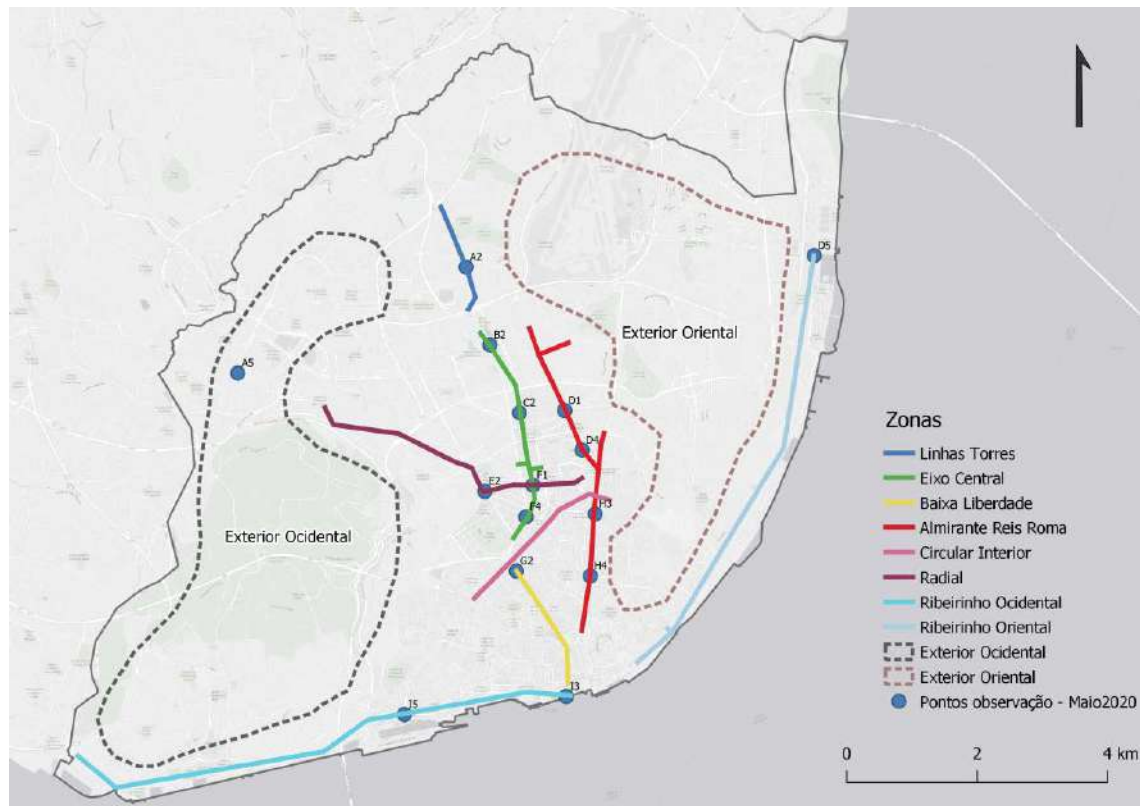 D5
A2
Exterior Oriental
B2
A5
C2
D1
D4
E2
F1
F4
H3
Exterior Ocidental
G2
H4
I3
J5
Zonas
Linhas Torres
Eixo Central
Baixa Liberdade
Almirante Reis Roma
Circular Interior
Radial
Ribeirinho Ocidental
Ribeirinho Oriental
Exterior Ocidental
Exterior Oriental
Pontos observação - Maio2020
0 2 4 km